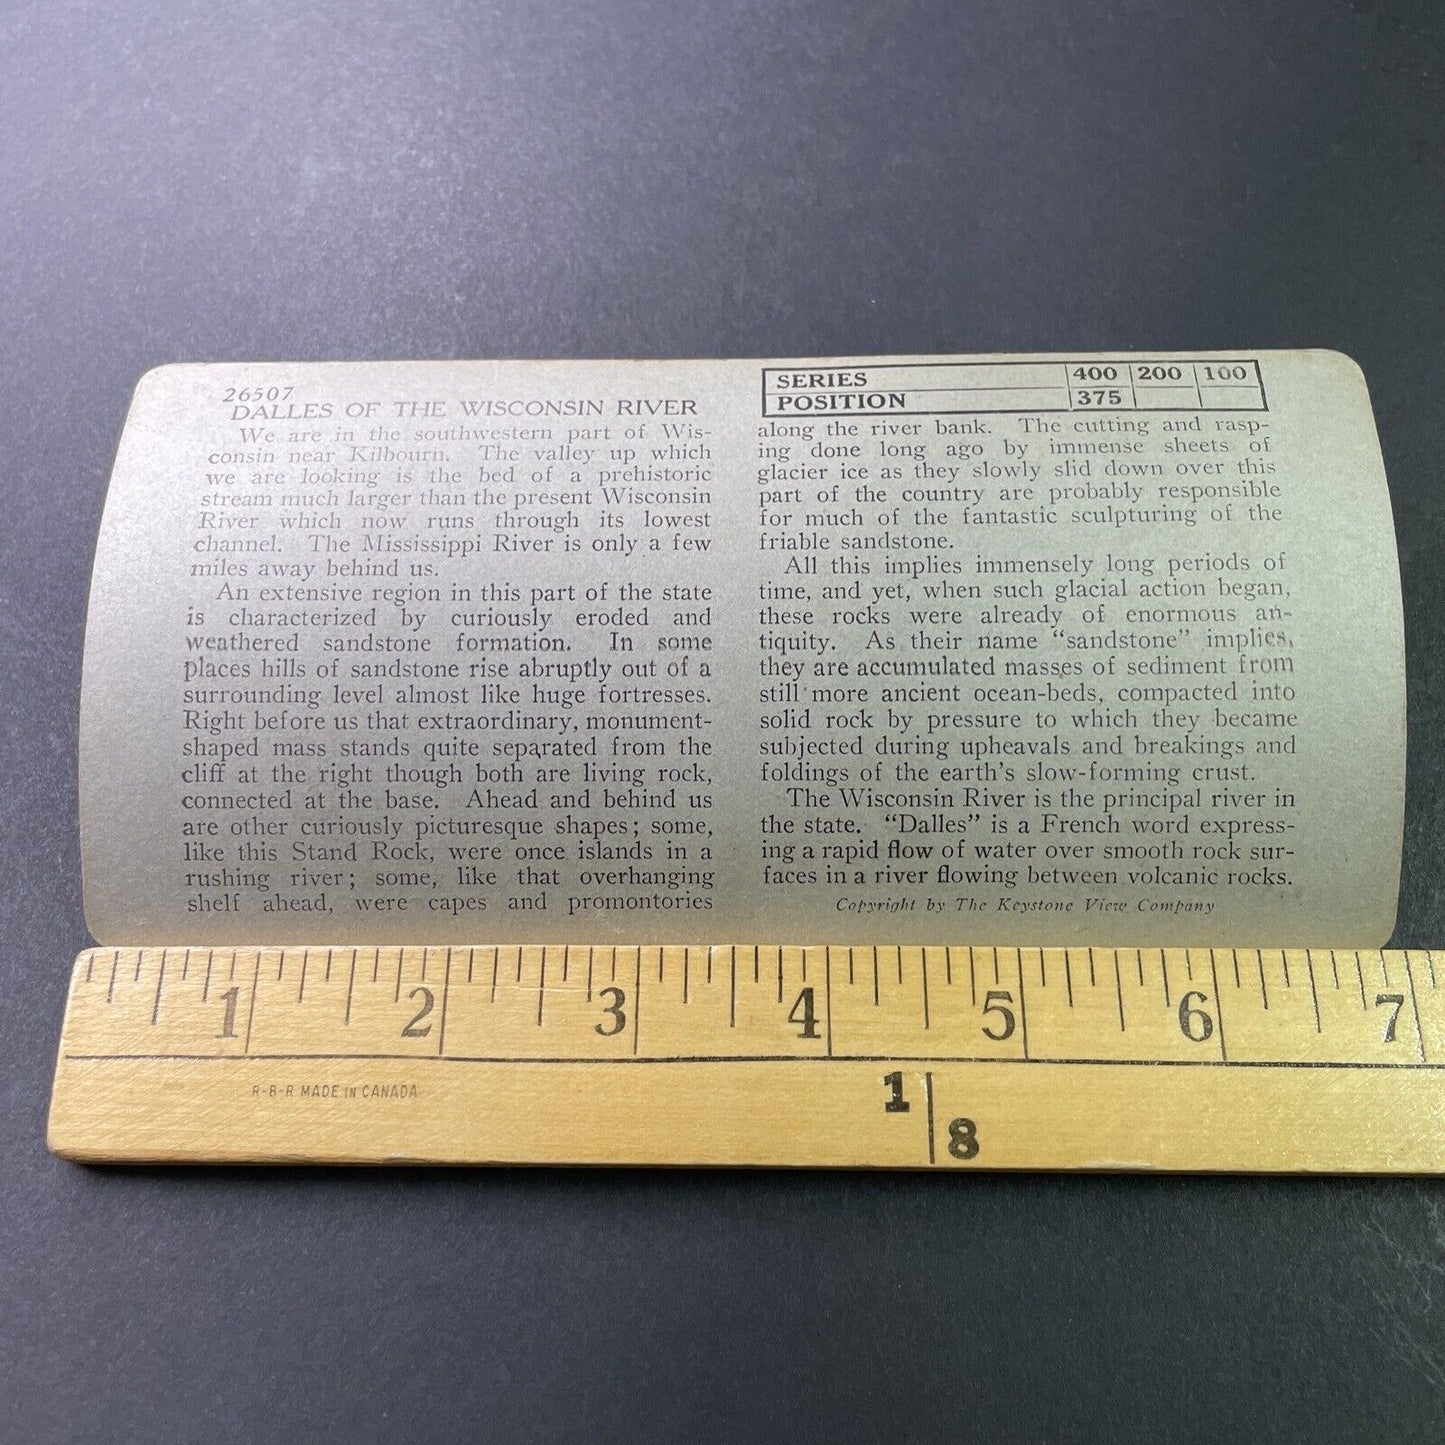 26507
DALLES OF THE WISCONSIN RIVER
We are in the southwestern part of Wis-
consin near Kilbourn. The valley up which
we are looking is the bed of a prehistoric
stream much larger than the present Wisconsin
River which now runs through its lowest
channel. The Mississippi River is only a few
miles away behind us.
An extensive region in this part of the state
is characterized by curiously eroded and
weathered sandstone formation. In some
places hills of sandstone rise abruptly out of a
surrounding level almost like huge fortresses.
Right before us that extraordinary, monument-
shaped mass stands quite separated from the
cliff at the right though both are living rock,
connected at the base. Ahead and behind us
are other curiously picturesque shapes; some,
like this Stand Rock, were once islands in a
rushing river; some, like that overhanging
shelf ahead, were capes and promontories
SERIES 400 200 100
POSITION 375
along the river bank. The cutting and rasp-
ing done long ago by immense sheets of
glacier ice as they slowly slid down over this
part of the country are probably responsible
for much of the fantastic sculpturing of the
friable sandstone.
All this implies immensely long periods of
time, and yet, when such glacial action began,
these rocks were already of enormous an-
tiquity. As their name "sandstone" implies,
they are accumulated masses of sediment from
still more ancient ocean-beds, compacted into
solid rock by pressure to which they became
subjected during upheavals and breakings and
foldings of the earth's slow-forming crust.
The Wisconsin River is the principal river in
the state. "Dalles" is a French word express-
ing a rapid flow of water over smooth rock sur-
faces in a river flowing between volcanic rocks.
Copyright by The Keystone View Company
1 2 3 4 5 6 7
R-B-R MADE IN CANADA
1 8